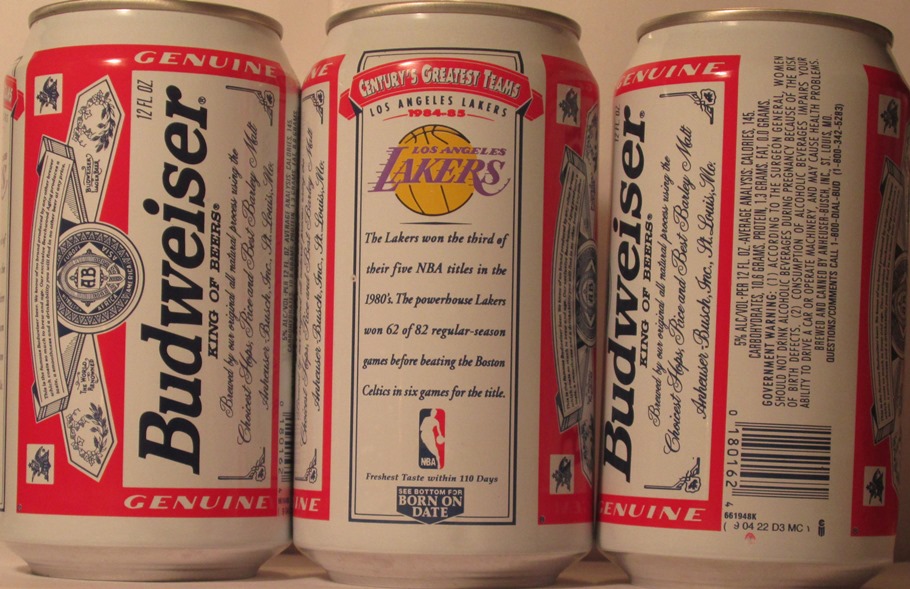 GENUINE
12 FL. OZ
Budweiser®
KING OF BEERS®
Brewed by our original all natural process using the
Choicest Hops, Rice and Best Barley Malt
Anheuser-Busch, Inc., St. Louis, Mo.
AB
GENUINE
CENTURY'S GREATEST TEAMS
LOS ANGELES LAKERS
1984-85
LOS ANGELES
LAKERS
The Lakers won the third of
their five NBA titles in the
1980's. The powerhouse Lakers
won 62 of 82 regular-season
games before beating the Boston
Celtics in six games for the title.
NBA
Freshest Taste within 110 Days
SEE BOTTOM FOR
BORN ON
DATE
ENUINE
Budweiser®
KING OF BEERS®
Brewed by our original all natural process using the
Choicest Hops, Rice and Best Barley Malt
Anheuser-Busch, Inc., St. Louis, Mo.
ENUINE
5% ALC/VOL·PER 12 FL. OZ.-AVERAGE ANALYSIS: CALORIES, 145.
CARBOHYDRATES, 10.6 GRAMS. PROTEIN, 1.3 GRAMS. FAT, 0.0 GRAMS.
GOVERNMENT WARNING: (1) ACCORDING TO THE SURGEON GENERAL, WOMEN
SHOULD NOT DRINK ALCOHOLIC BEVERAGES DURING PREGNANCY BECAUSE OF THE RISK
OF BIRTH DEFECTS. (2) CONSUMPTION OF ALCOHOLIC BEVERAGES IMPAIRS YOUR
ABILITY TO DRIVE A CAR OR OPERATE MACHINERY, AND MAY CAUSE HEALTH PROBLEMS.
BREWED AND CANNED BY ANHEUSER-BUSCH, INC., ST. LOUIS, MO.
QUESTIONS/COMMENTS CALL 1-800-DIAL-BUD (1-800-342-5283)
0 180162 4
661948K
9 04 22 D3 MC